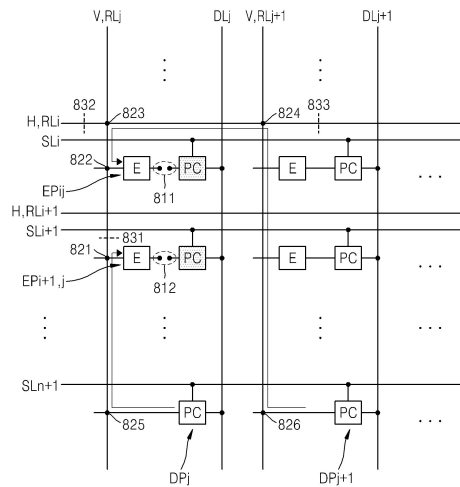 V,RLj DLj V,RLj+1 DLj+1
832 823 824 833
H,RLi
SLi
822 E PC E PC
EPij 811
H,RLi+1
SLi+1
821 831
E PC E PC
EPi+1,j 812
SLn+1
PC PC
825 826
DPj DPj+1